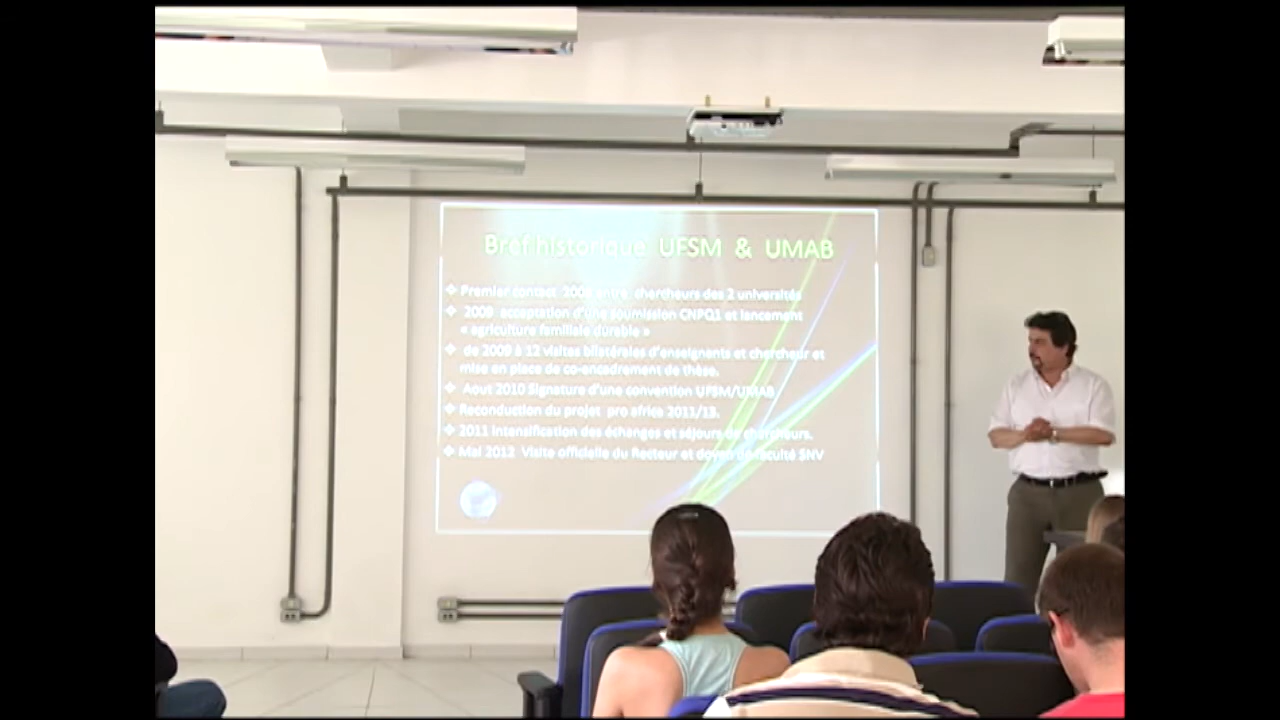 Bref historique UFSM & UMAB
❖ Premier contact entre chercheurs des 2 universités
❖ 2009 acceptation d'une soumission CNPQ1 et lancement
« agriculture familiale durable »
❖ de 2009 à 12 visites bilatérales d'enseignants et chercheur et
mise en place de co-encadrement de thèse.
❖ Aout 2010 Signature d'une convention UFSM/UMAB
❖ Reconduction du projet pro africa 2011/13.
❖ 2011 intensification des échanges et séjours de chercheurs.
❖ Mai 2012 Visite officielle du Recteur et doyen de faculté SNV